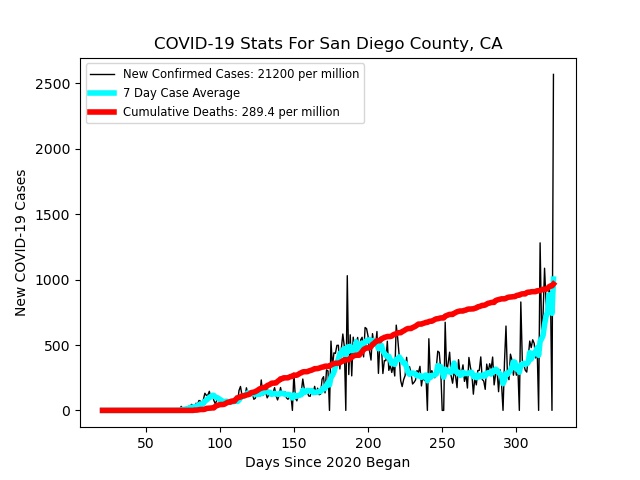 COVID-19 Stats For San Diego County, CA
New Confirmed Cases: 21200 per million
7 Day Case Average
Cumulative Deaths: 289.4 per million
New COVID-19 Cases
2500
2000
1500
1000
500
0
50 100 150 200 250 300
Days Since 2020 Began